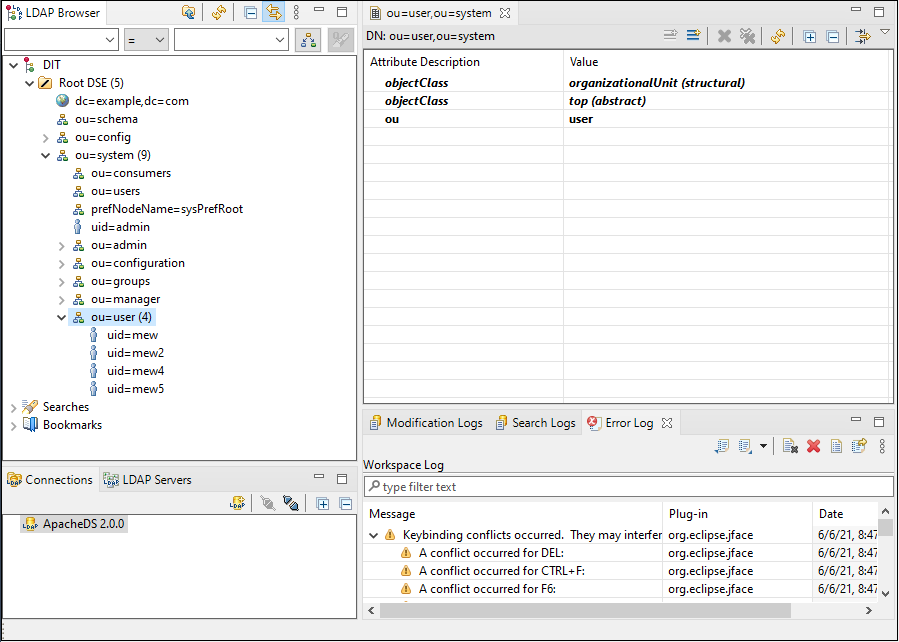 LDAP Browser
=
DIT
Root DSE (5)
dc=example,dc=com
ou=schema
ou=config
ou=system (9)
ou=consumers
ou=users
prefNodeName=sysPrefRoot
uid=admin
ou=admin
ou=configuration
ou=groups
ou=manager
ou=user (4)
uid=mew
uid=mew2
uid=mew4
uid=mew5
Searches
Bookmarks
Connections LDAP Servers
LDAP
ApacheDS 2.0.0
ou=user,ou=system
DN: ou=user,ou=system
Attribute Description Value
objectClass organizationalUnit (structural)
objectClass top (abstract)
ou user
Modification Logs Search Logs Error Log
Workspace Log
type filter text
Message Plug-in Date
Keybinding conflicts occurred. They may interfer org.eclipse.jface 6/6/21, 8:47
A conflict occurred for DEL: org.eclipse.jface 6/6/21, 8:47
A conflict occurred for CTRL+F: org.eclipse.jface 6/6/21, 8:47
A conflict occurred for F6: org.eclipse.jface 6/6/21, 8:47